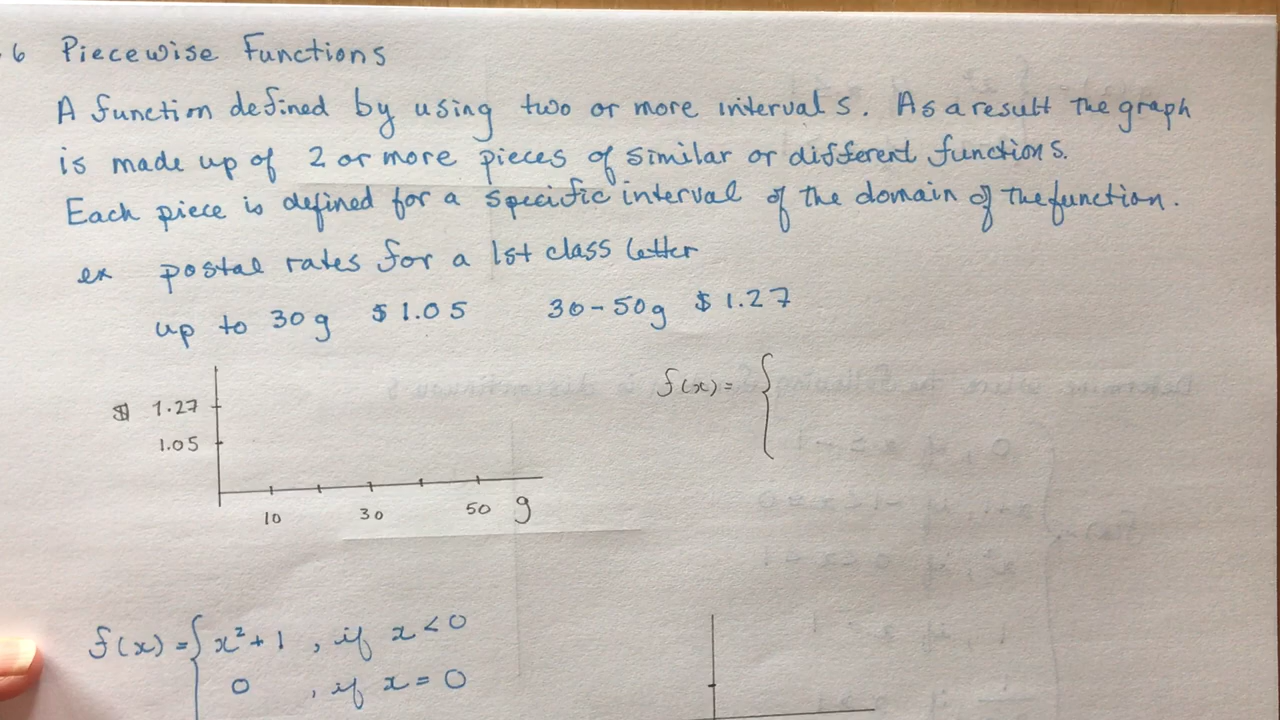 .6 Piecewise Functions
A function defined by using two or more intervals. As a result the graph
is made up of 2 or more pieces of similar or different functions.
Each piece is defined for a specific interval of the domain of the function.
ex postal rates for a 1st class letter
up to 30g $1.05 30-50g $1.27
f(x) = {
$ 1.27
1.05
10 30 50 g
f(x) = { x² + 1 , if x < 0
0 , if x = 0